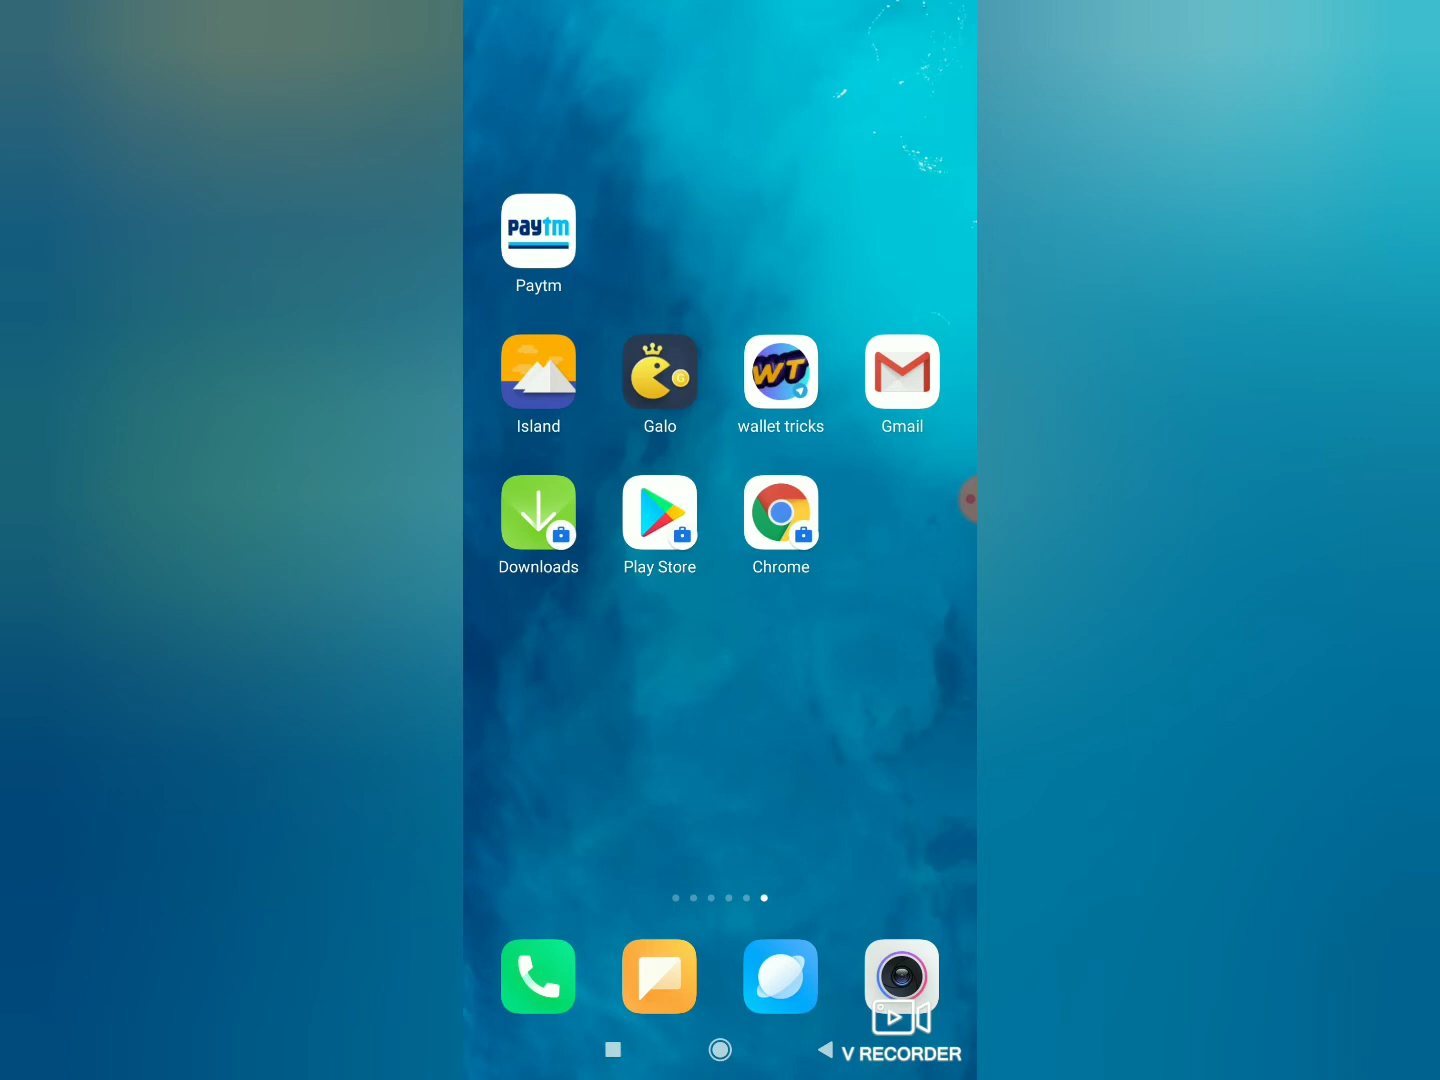 paytm
Paytm
G
WT
Island
Galo
wallet tricks
Gmail
Downloads
Play Store
Chrome
V RECORDER